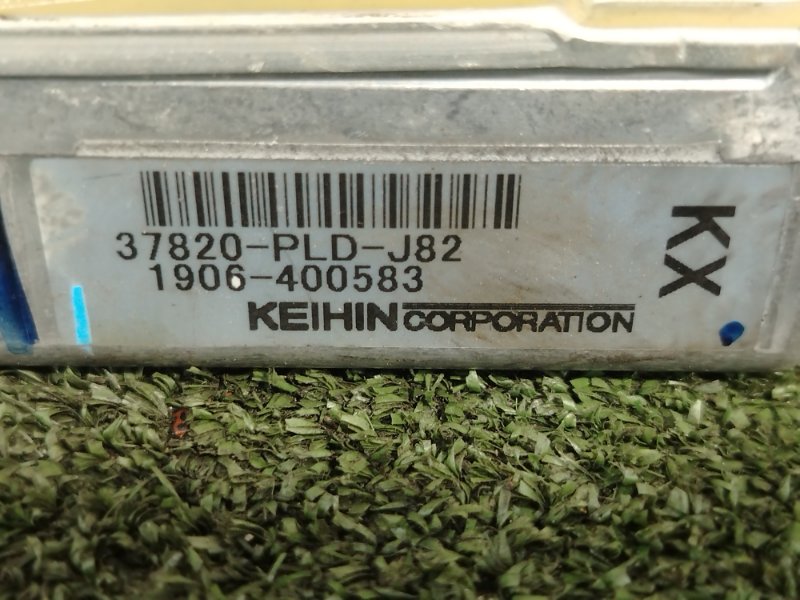 37820-PLD-J82
1906-400583
KEIHIN CORPORATION
KX